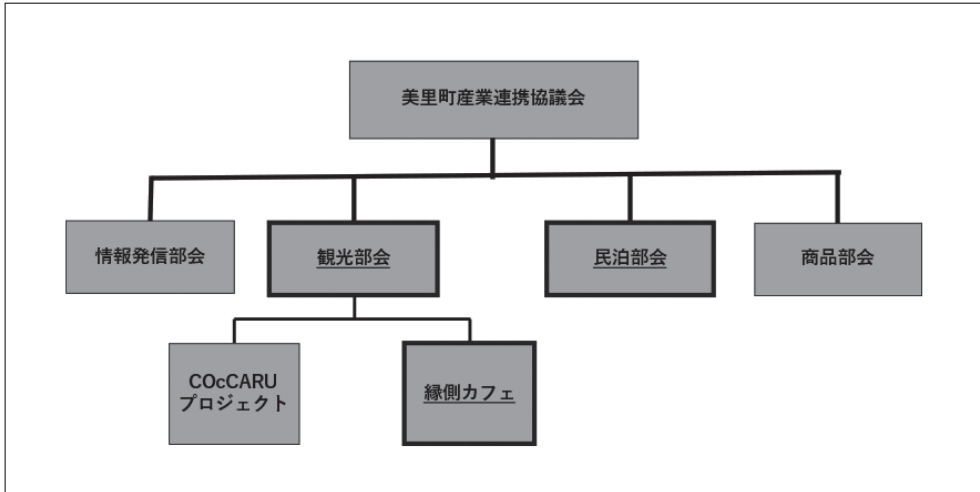 美里町産業連携協議会
情報発信部会
観光部会
民泊部会
商品部会
COcCARU
プロジェクト
縁側カフェ